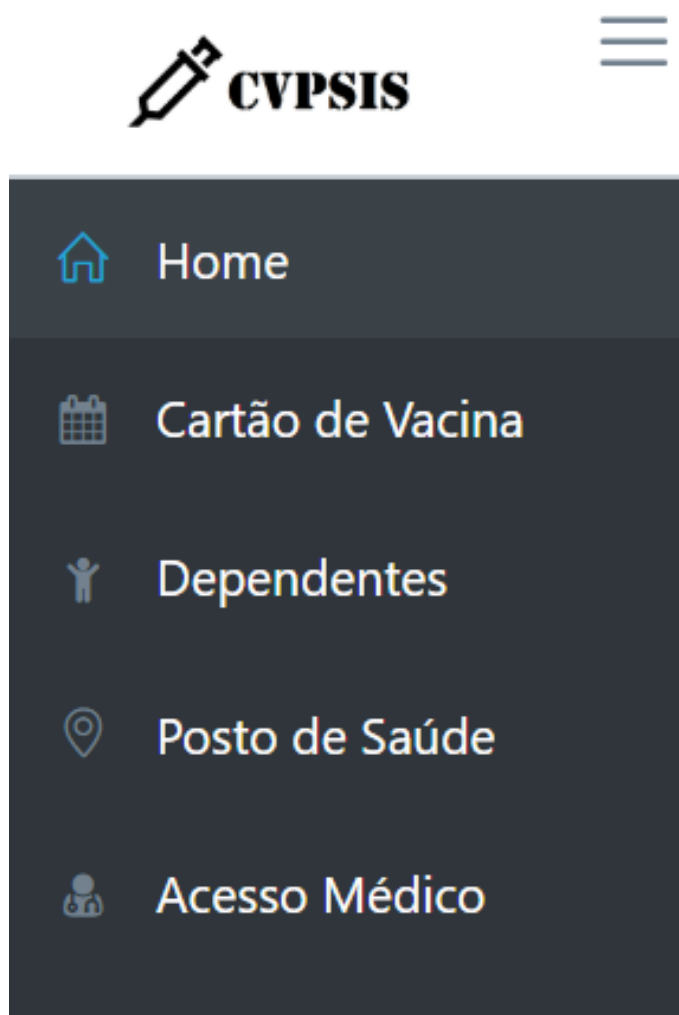 CVPSIS
Home
Cartão de Vacina
Dependentes
Posto de Saúde
Acesso Médico